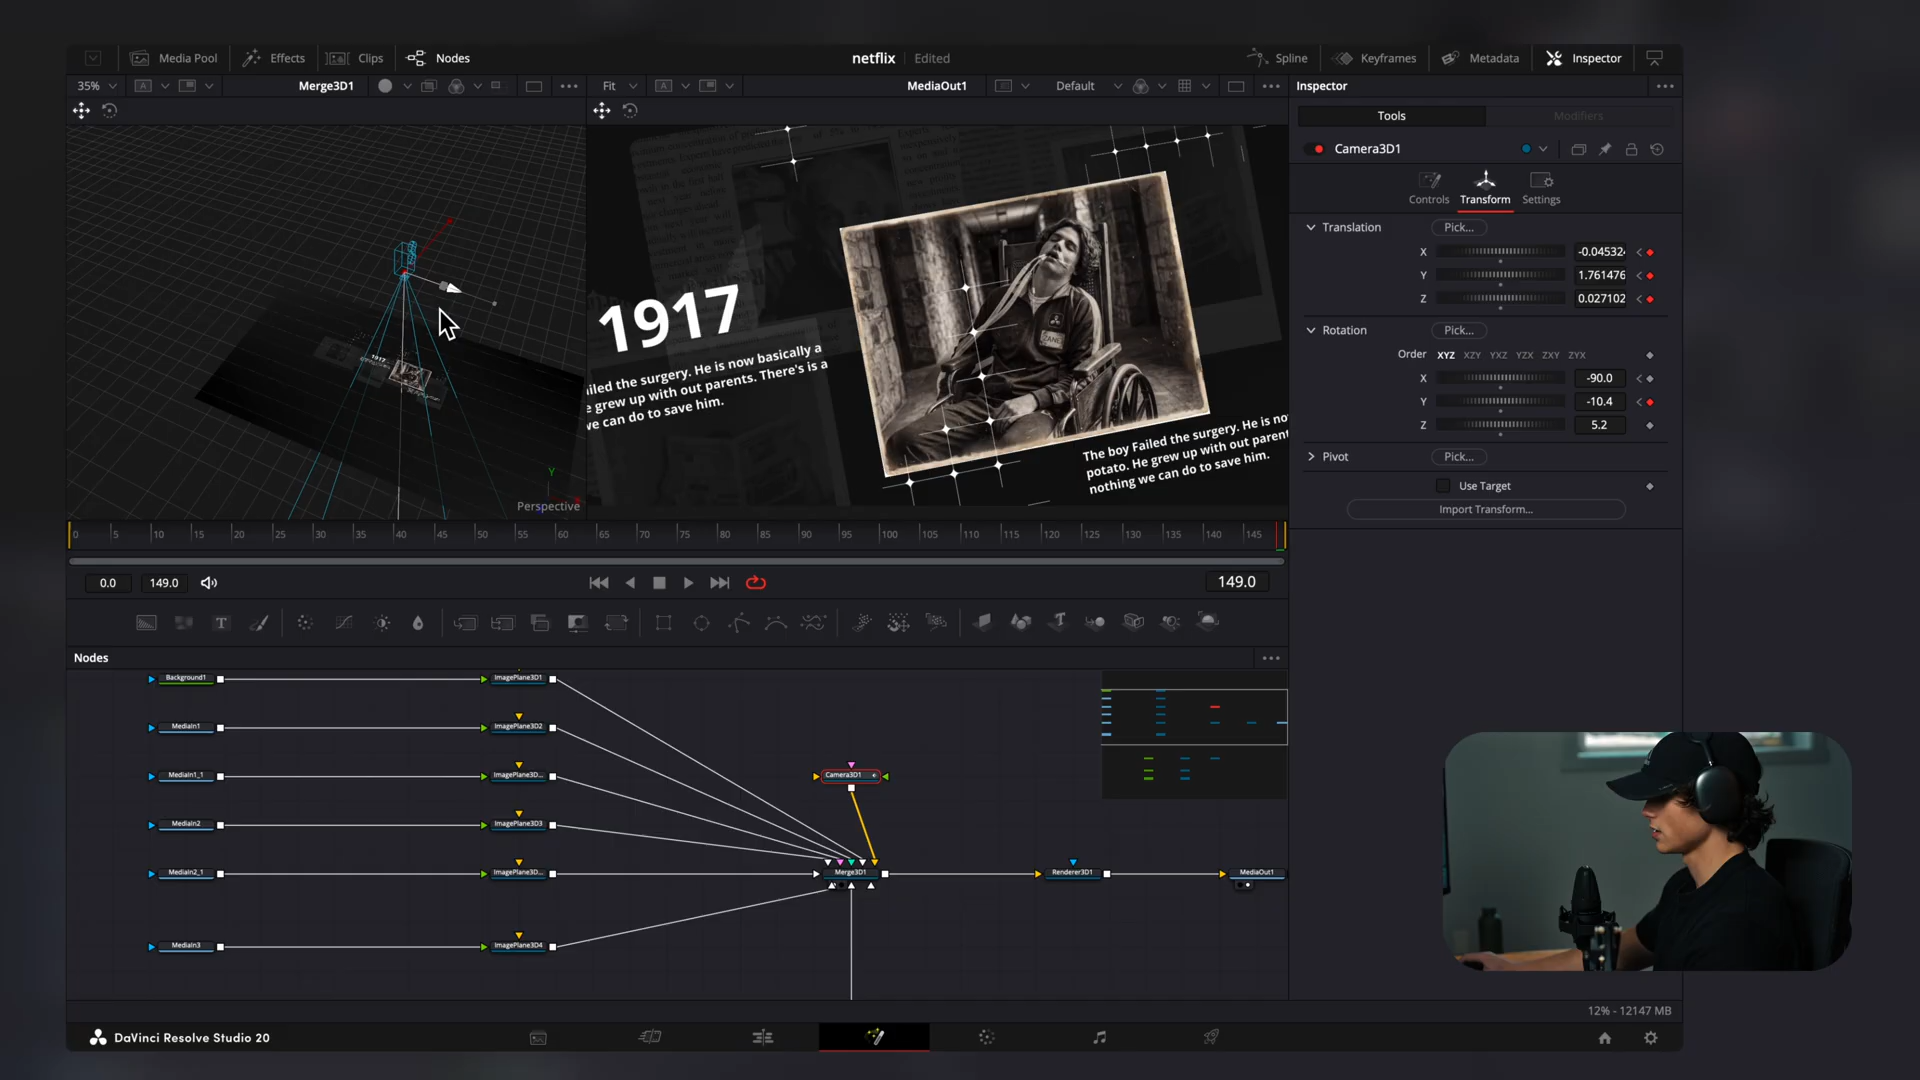 Media Pool
Effects
Clips
Nodes
netflix
Edited
Spline
Keyframes
Metadata
Inspector
35%
A
Merge3D1
Fit
A
MediaOut1
Default
Inspector
Tools
Modifiers
Camera3D1
Controls
Transform
Settings
Translation
Pick...
X
-0.04532
Y
1.761476
Z
0.027102
Rotation
Pick...
Order
XYZ XZY YXZ YZX ZXY ZYX
X
-90.0
Y
-10.4
Z
5.2
Pivot
Pick...
Use Target
Import Transform...
1917
Y
Perspective
1917
iled the surgery. He is now basically a
e grew up with out parents. There's is a
we can do to save him.
The boy Failed the surgery. He is no
potato. He grew up with out paren
nothing we can do to save him.
0 5 10 15 20 25 30 35 40 45 50 55 60 65 70 75 80 85 90 95 100 105 110 115 120 125 130 135 140 145
0.0
149.0
149.0
Nodes
Background1
ImagePlane3D1
MediaIn1
ImagePlane3D2
MediaIn1_1
ImagePlane3D...
Camera3D1
MediaIn2
ImagePlane3D3
MediaIn2_1
ImagePlane3D...
Merge3D1
Renderer3D1
MediaOut1
MediaIn3
ImagePlane3D4
12% - 12147 MB
DaVinci Resolve Studio 20